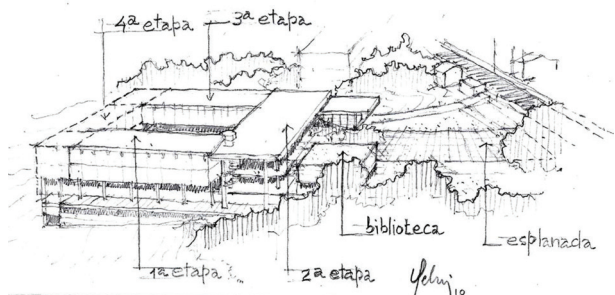 4ª etapa
3ª etapa
biblioteca
esplanada
1ª etapa
2ª etapa